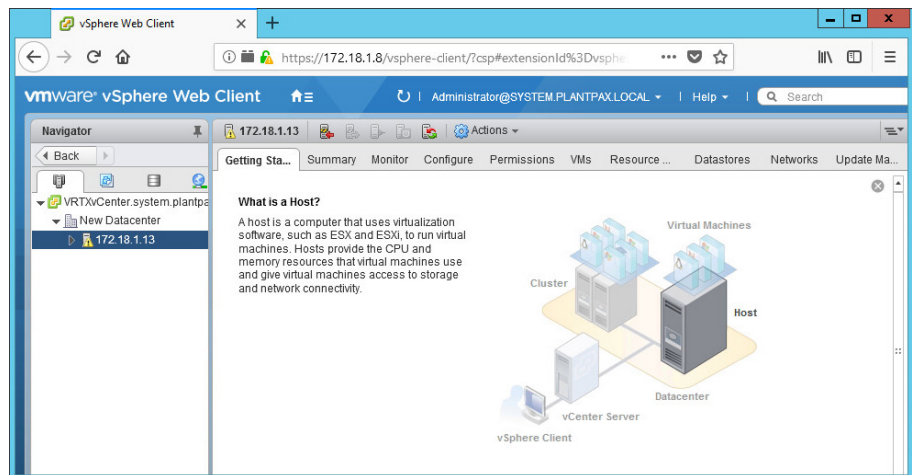 vSphere Web Client
https://172.18.1.8/vsphere-client/?csp#extensionId%3Dvsphe
vmware® vSphere Web Client
Administrator@SYSTEM.PLANTPAX.LOCAL
Help
Search
Navigator
172.18.1.13
Actions
Back
Getting Sta...
Summary
Monitor
Configure
Permissions
VMs
Resource ...
Datastores
Networks
Update Ma...
VRTXvCenter.system.plantpa
New Datacenter
172.18.1.13
What is a Host?
A host is a computer that uses virtualization
software, such as ESX and ESXi, to run virtual
machines. Hosts provide the CPU and
memory resources that virtual machines use
and give virtual machines access to storage
and network connectivity.
Virtual Machines
Cluster
Host
Datacenter
vCenter Server
vSphere Client